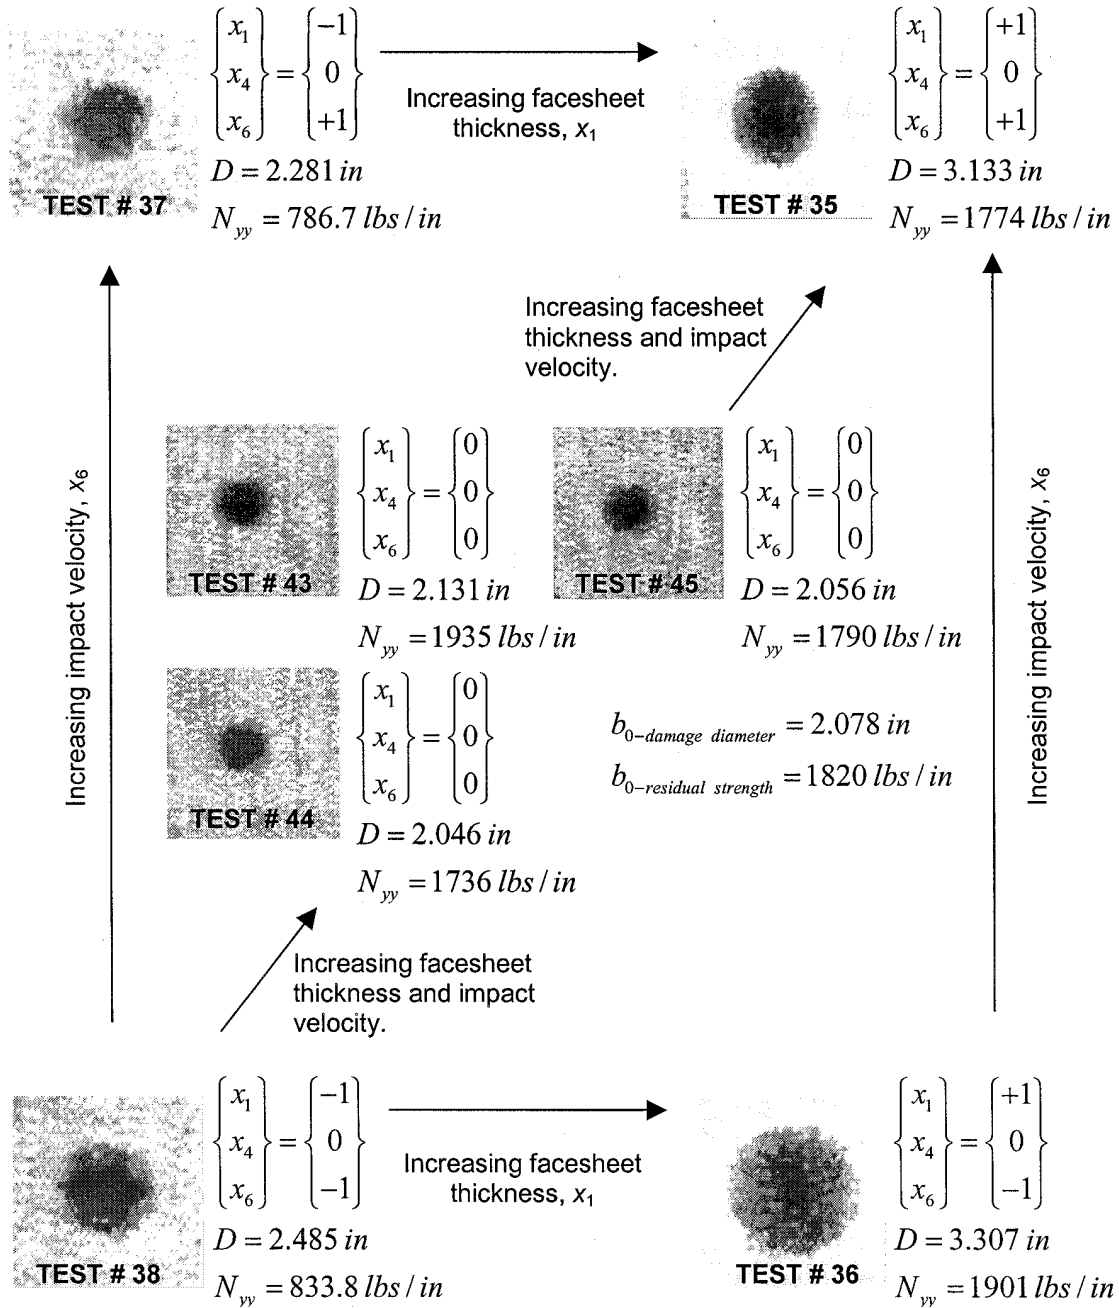 {x1 x4 x6} = {−1 0 +1}
D = 2.281 in
TEST # 37
Nyy = 786.7 lbs / in
Increasing facesheet
thickness, x1
{x1 x4 x6} = {+1 0 +1}
D = 3.133 in
TEST # 35
Nyy = 1774 lbs / in
Increasing impact velocity, x6
Increasing facesheet
thickness and impact
velocity.
{x1 x4 x6} = {0 0 0}
TEST # 43
D = 2.131 in
Nyy = 1935 lbs / in
{x1 x4 x6} = {0 0 0}
TEST # 45
D = 2.056 in
Nyy = 1790 lbs / in
Increasing impact velocity, x6
{x1 x4 x6} = {0 0 0}
TEST # 44
D = 2.046 in
Nyy = 1736 lbs / in
b0−damage diameter = 2.078 in
b0−residual strength = 1820 lbs / in
Increasing facesheet
thickness and impact
velocity.
{x1 x4 x6} = {−1 0 −1}
D = 2.485 in
TEST # 38
Nyy = 833.8 lbs / in
Increasing facesheet
thickness, x1
{x1 x4 x6} = {+1 0 −1}
D = 3.307 in
TEST # 36
Nyy = 1901 lbs / in